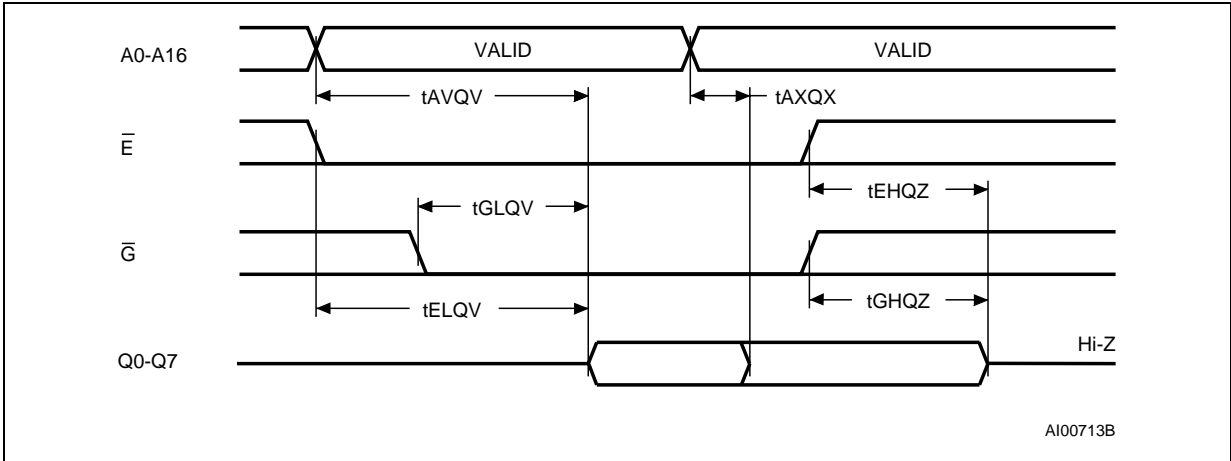 A0-A16
VALID
VALID
tAVQV
tAXQX
E̅
tEHQZ
tGLQV
G̅
tGHQZ
tELQV
Q0-Q7
Hi-Z
AI00713B